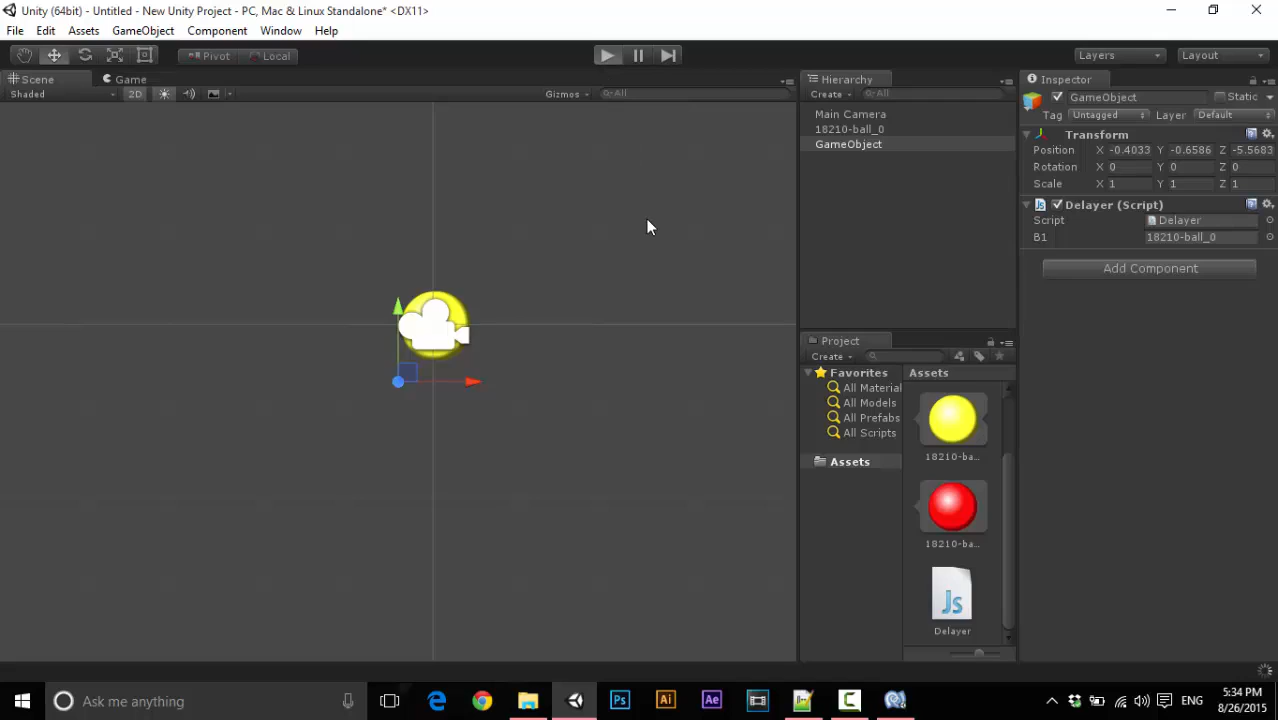 Unity (64bit) - Untitled - New Unity Project - PC, Mac & Linux Standalone* <DX11>
File Edit Assets GameObject Component Window Help
Pivot Local Layers Layout
Scene Game
Shaded 2D Gizmos All
Hierarchy
Create All
Main Camera
18210-ball_0
GameObject
Inspector
GameObject Static
Tag Untagged Layer Default
Transform
Position X -0.4033 Y -0.6586 Z -5.5683
Rotation X 0 Y 0 Z 0
Scale X 1 Y 1 Z 1
Delayer (Script)
Script Delayer
B1 18210-ball_0
Add Component
Project
Create
Favorites
All Material
All Models
All Prefabs
All Scripts
Assets
Assets
18210-ba...
18210-ba...
Js
Delayer
Ask me anything
Ps Ai Ae
ENG
5:34 PM
8/26/2015